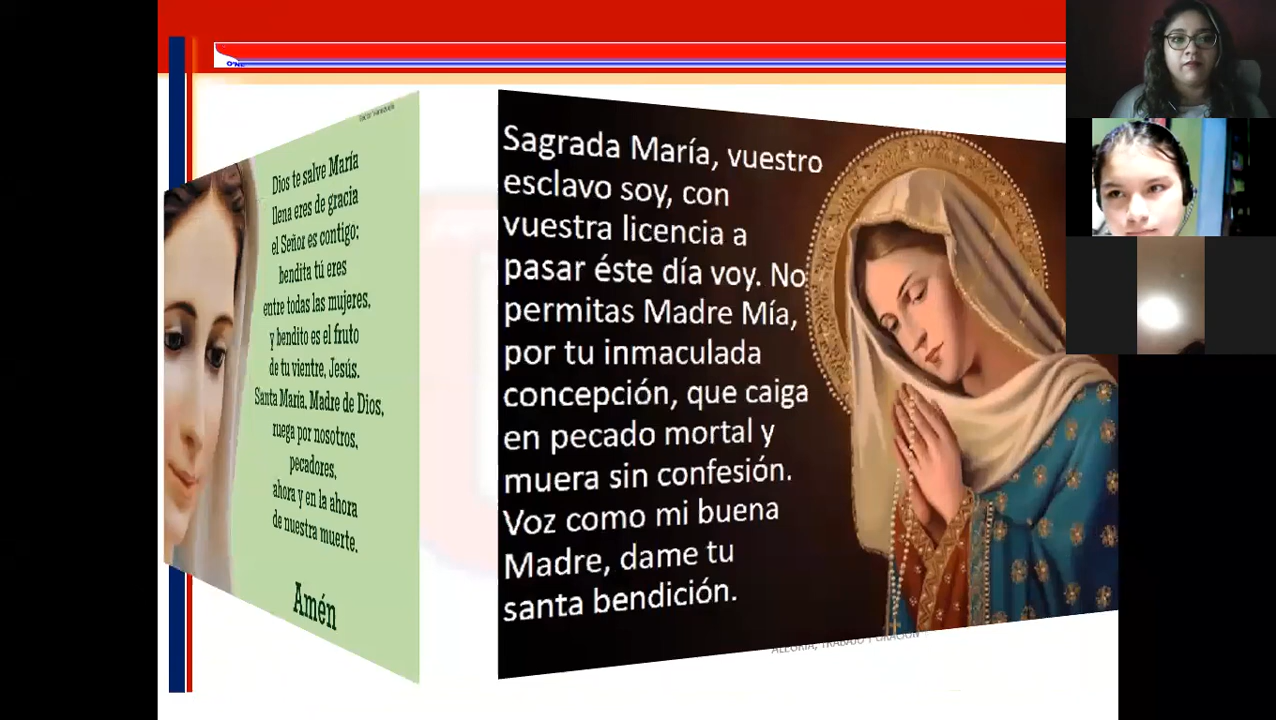 Dios te salve María
llena eres de gracia
el Señor es contigo;
bendita tú eres
entre todas las mujeres,
y bendito es el fruto
de tu vientre, Jesús.
Santa María, Madre de Dios,
ruega por nosotros,
pecadores,
ahora y en la ahora
de nuestra muerte.
Amén
Sagrada María, vuestro
esclavo soy, con
vuestra licencia a
pasar éste día voy. No
permitas Madre Mía,
por tu inmaculada
concepción, que caiga
en pecado mortal y
muera sin confesión.
Voz como mi buena
Madre, dame tu
santa bendición.
ALEGRÍA, TRABAJO Y ORACIÓN